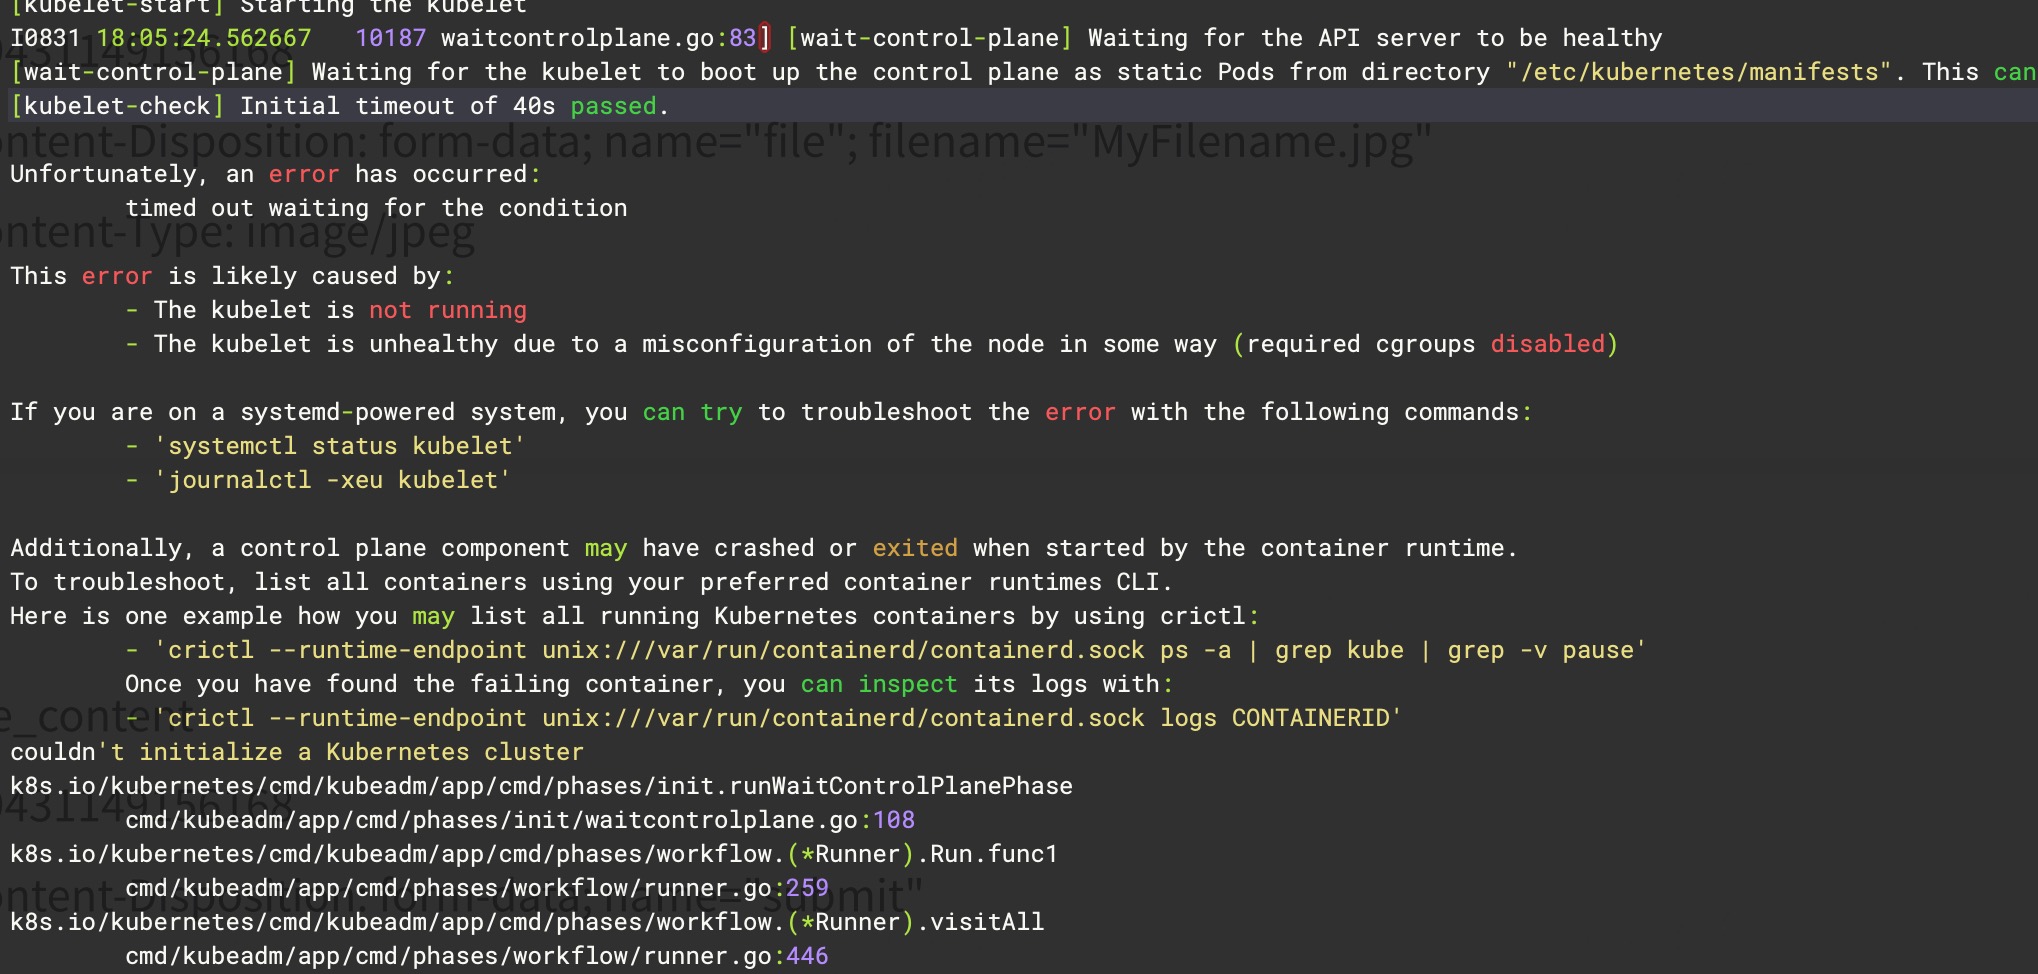 [kubelet-start] Starting the kubelet
I0831 18:05:24.562667   10187 waitcontrolplane.go:83] [wait-control-plane] Waiting for the API server to be healthy
[wait-control-plane] Waiting for the kubelet to boot up the control plane as static Pods from directory "/etc/kubernetes/manifests". This can
[kubelet-check] Initial timeout of 40s passed.
ontent-Disposition: form-data; name="file"; filename="MyFilename.jpg"
Unfortunately, an error has occurred:
timed out waiting for the condition
ontent-Type: image/jpeg
This error is likely caused by:
- The kubelet is not running
- The kubelet is unhealthy due to a misconfiguration of the node in some way (required cgroups disabled)
If you are on a systemd-powered system, you can try to troubleshoot the error with the following commands:
- 'systemctl status kubelet'
- 'journalctl -xeu kubelet'
Additionally, a control plane component may have crashed or exited when started by the container runtime.
To troubleshoot, list all containers using your preferred container runtimes CLI.
Here is one example how you may list all running Kubernetes containers by using crictl:
- 'crictl --runtime-endpoint unix:///var/run/containerd/containerd.sock ps -a | grep kube | grep -v pause'
Once you have found the failing container, you can inspect its logs with:
e_content
- 'crictl --runtime-endpoint unix:///var/run/containerd/containerd.sock logs CONTAINERID'
couldn't initialize a Kubernetes cluster
k8s.io/kubernetes/cmd/kubeadm/app/cmd/phases/init.runWaitControlPlanePhase
cmd/kubeadm/app/cmd/phases/init/waitcontrolplane.go:108
k8s.io/kubernetes/cmd/kubeadm/app/cmd/phases/workflow.(*Runner).Run.func1
cmd/kubeadm/app/cmd/phases/workflow/runner.go:259
ontent-Disposition: form-data; name="submit"
k8s.io/kubernetes/cmd/kubeadm/app/cmd/phases/workflow.(*Runner).visitAll
cmd/kubeadm/app/cmd/phases/workflow/runner.go:446